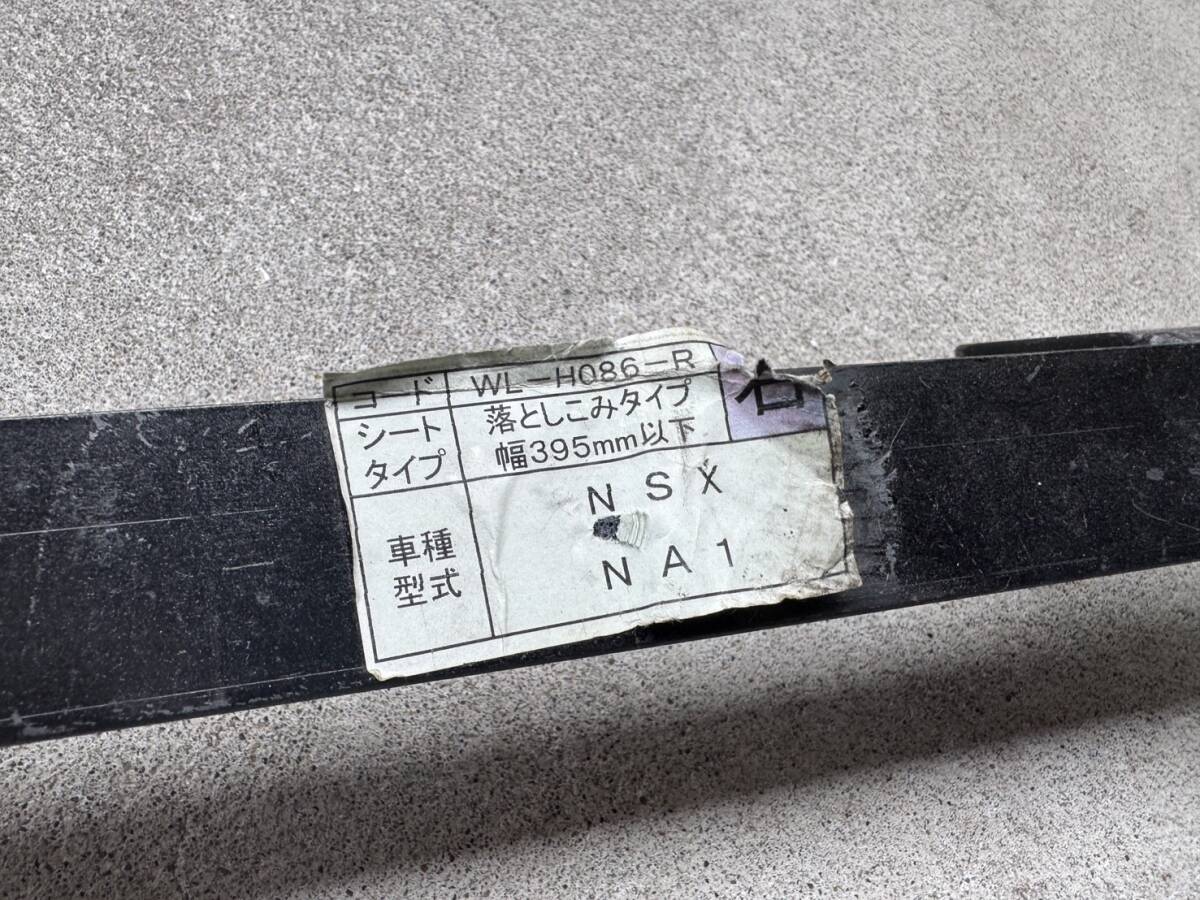 コード WL-H086-R 右
シート
タイプ
落としこみタイプ
幅395mm以下
車種
型式
NSX
NA1